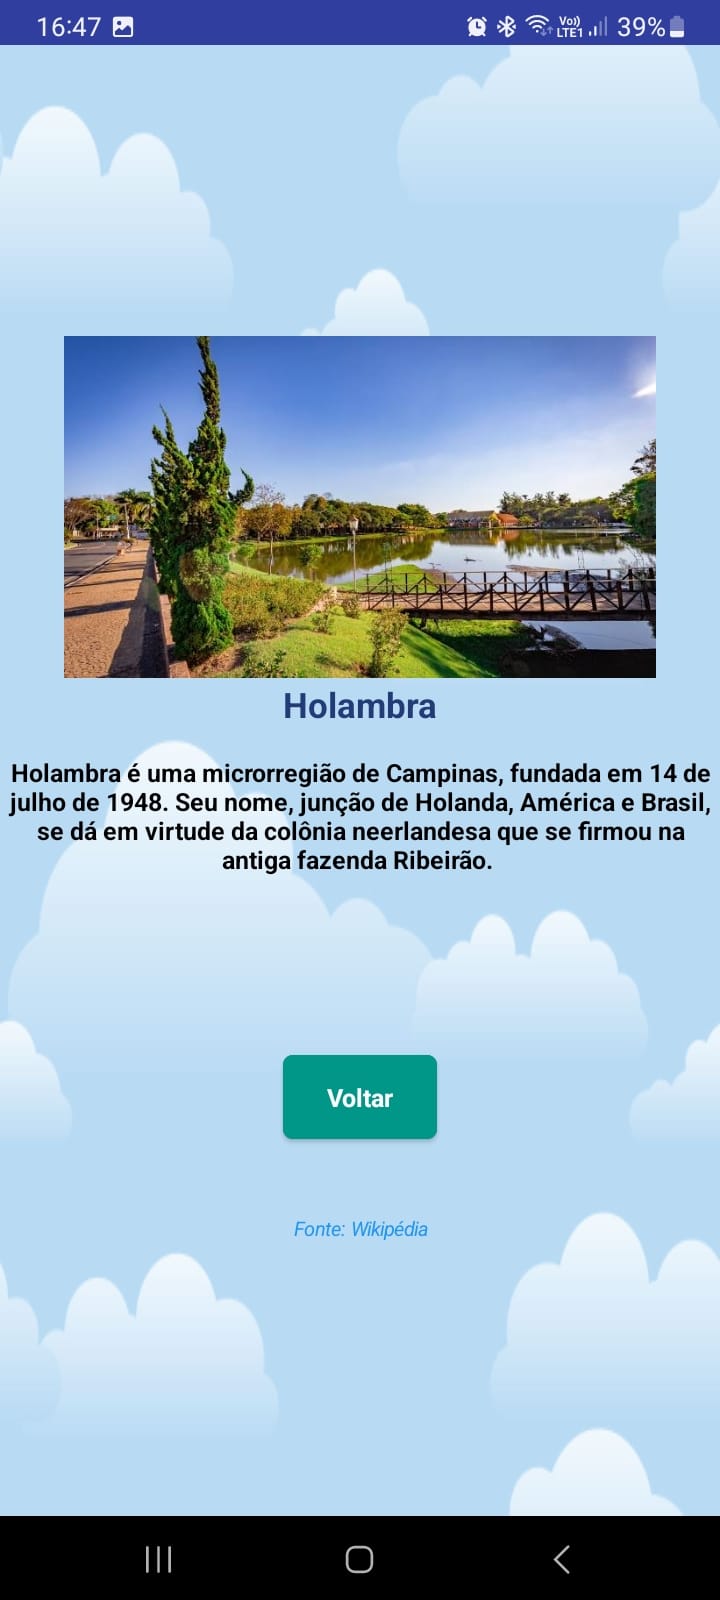 16:47 Vo)) LTE1 39%
Holambra
Holambra é uma microrregião de Campinas, fundada em 14 de
julho de 1948. Seu nome, junção de Holanda, América e Brasil,
se dá em virtude da colônia neerlandesa que se firmou na
antiga fazenda Ribeirão.
Voltar
Fonte: Wikipédia